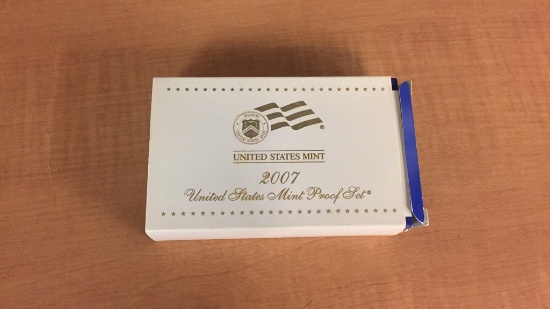 ®
UNITED STATES MINT
2007
United States Mint Proof Set®